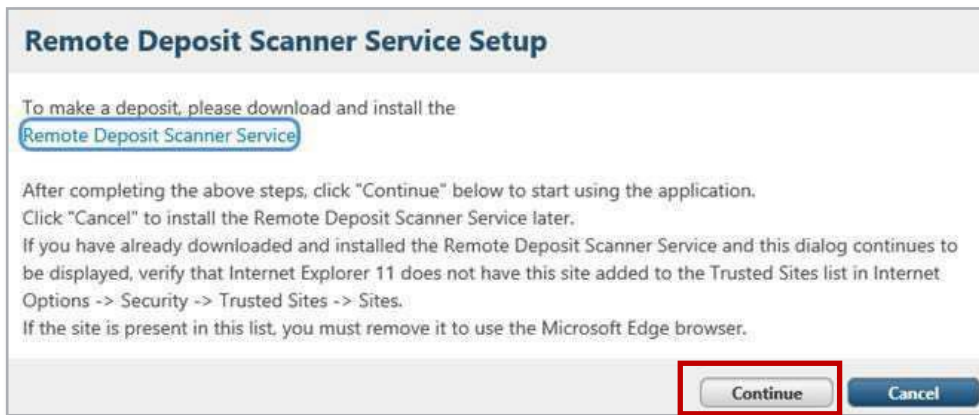 Remote Deposit Scanner Service Setup
To make a deposit, please download and install the
Remote Deposit Scanner Service
After completing the above steps, click "Continue" below to start using the application.
Click "Cancel" to install the Remote Deposit Scanner Service later.
If you have already downloaded and installed the Remote Deposit Scanner Service and this dialog continues to
be displayed, verify that Internet Explorer 11 does not have this site added to the Trusted Sites list in Internet
Options -> Security -> Trusted Sites -> Sites.
If the site is present in this list, you must remove it to use the Microsoft Edge browser.
Continue Cancel